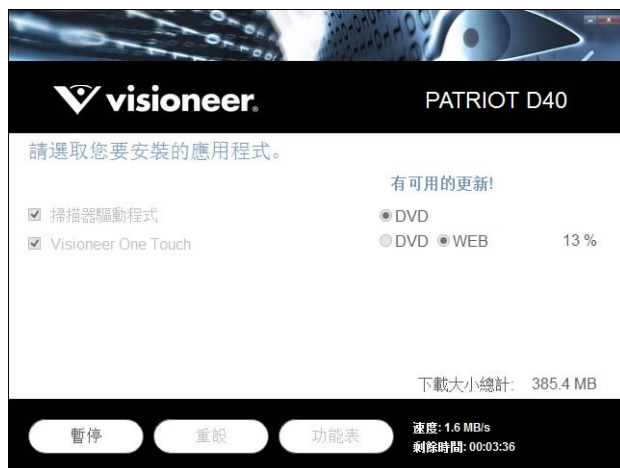 visioneer.
PATRIOT D40
請選取您要安裝的應用程式。
有可用的更新!
掃描器驅動程式
DVD
Visioneer One Touch
DVD WEB 13 %
下載大小總計: 385.4 MB
暫停
重設
功能表
速度: 1.6 MB/s
剩餘時間: 00:03:36